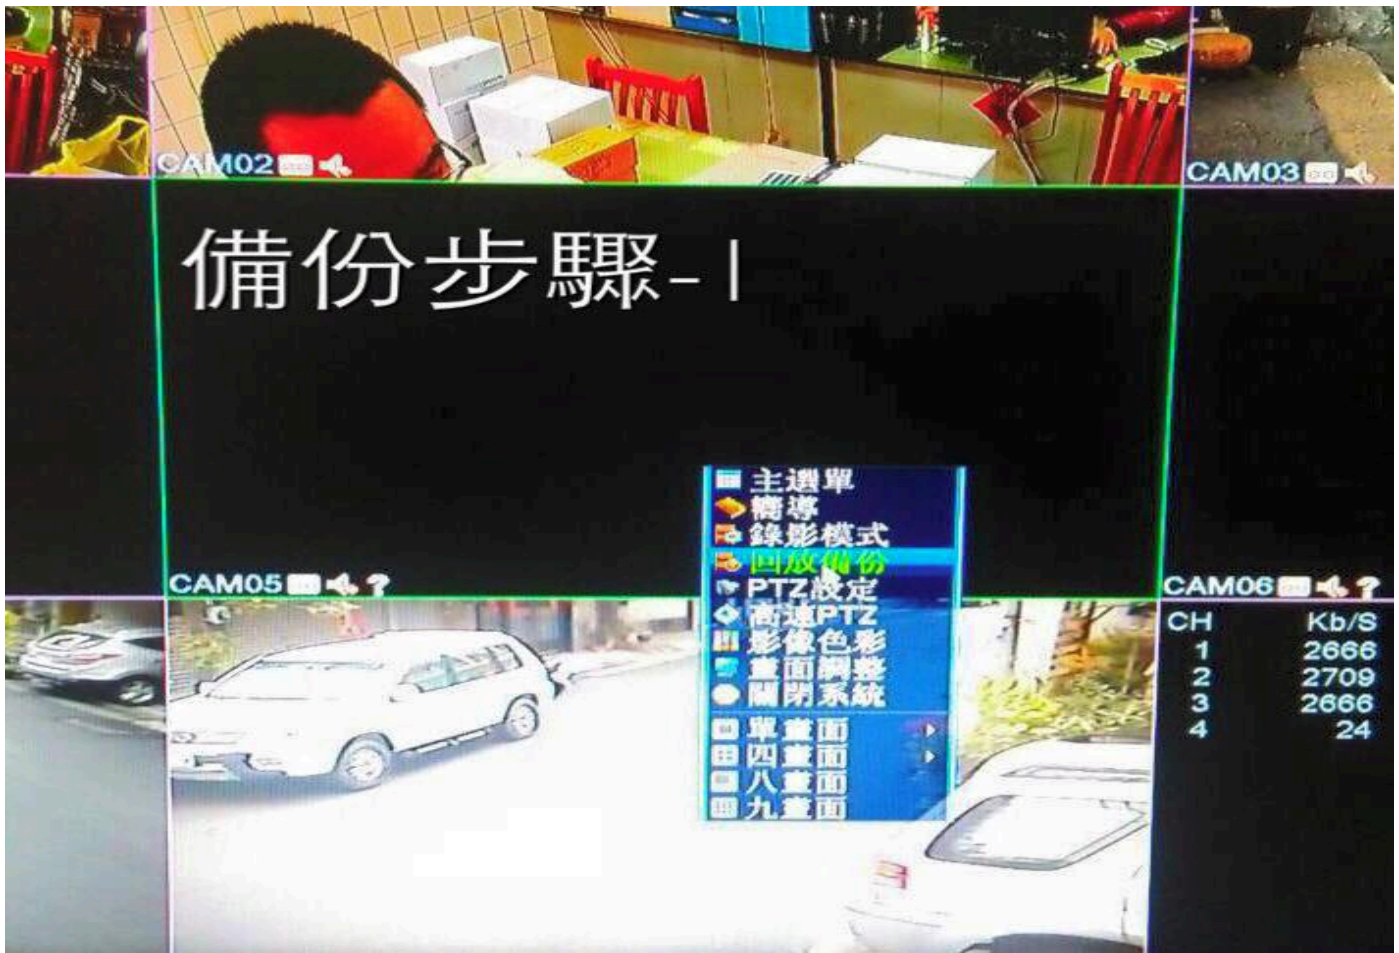 CAM02
CAM03
備份步驟-1
主選單
嚮導
錄影模式
回放備份
PTZ設定
高速PTZ
影像色彩
畫面調整
關閉系統
單畫面
四畫面
八畫面
九畫面
CAM05 ?
CAM06 ?
CH Kb/S
1 2666
2 2709
3 2666
4 24